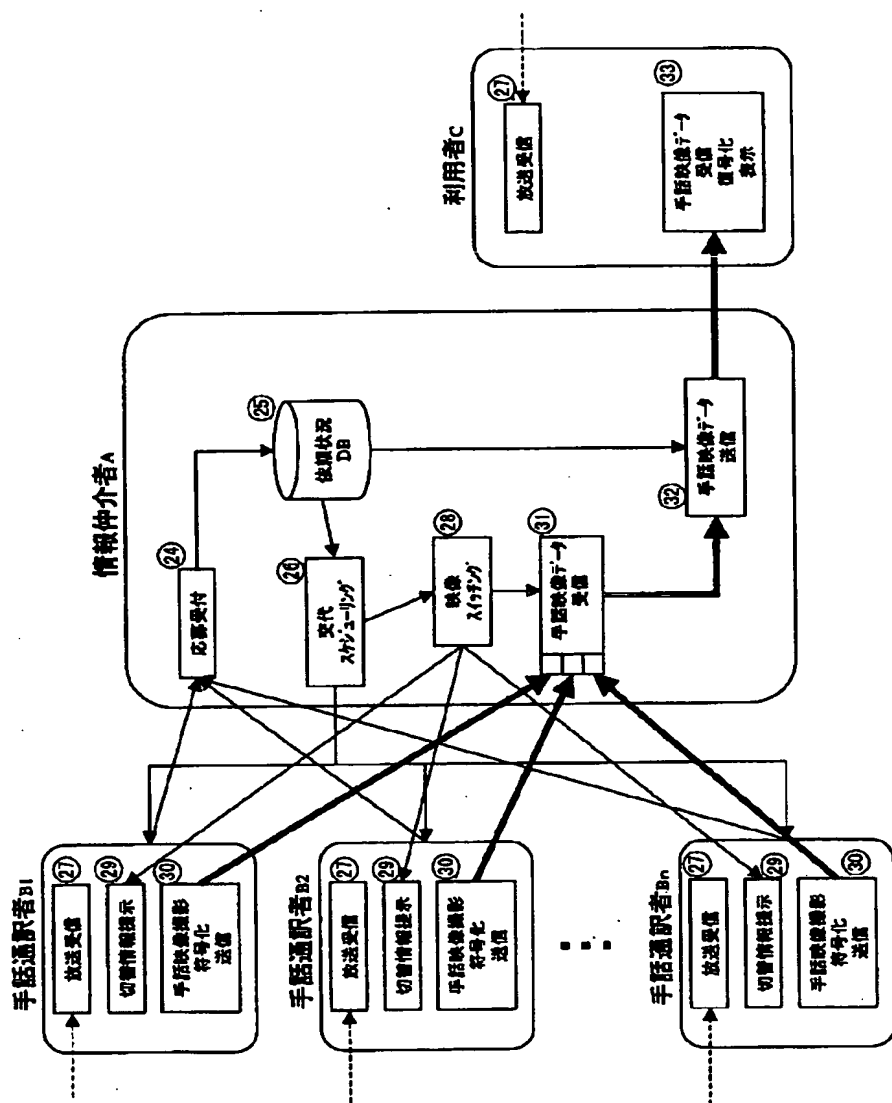 手話通訳者B1
27
放送受信
29
切替情報提示
30
手話映像撮影
符号化
送信
手話通訳者B2
27
放送受信
29
切替情報提示
30
手話映像撮影
符号化
送信
手話通訳者Bn
27
放送受信
29
切替情報提示
30
手話映像撮影
符号化
送信
情報仲介者A
24
応募受付
25
依頼状況
DB
26
交代
スケジューリング
28
映像
スイッチング
31
手話映像データ
受信
32
手話映像データ
送信
利用者C
27
放送受信
33
手話映像データ
受信
復号化
表示